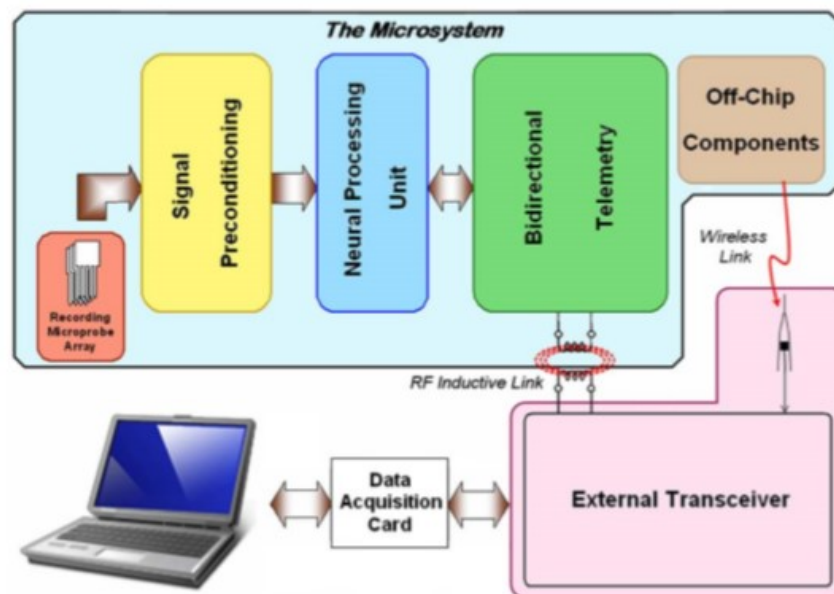 The Microsystem
Signal
Preconditioning
Neural Processing
Unit
Bidirectional
Telemetry
Off-Chip
Components
Recording
Microprobe
Array
Wireless
Link
RF Inductive Link
Data
Acquisition
Card
External Transceiver